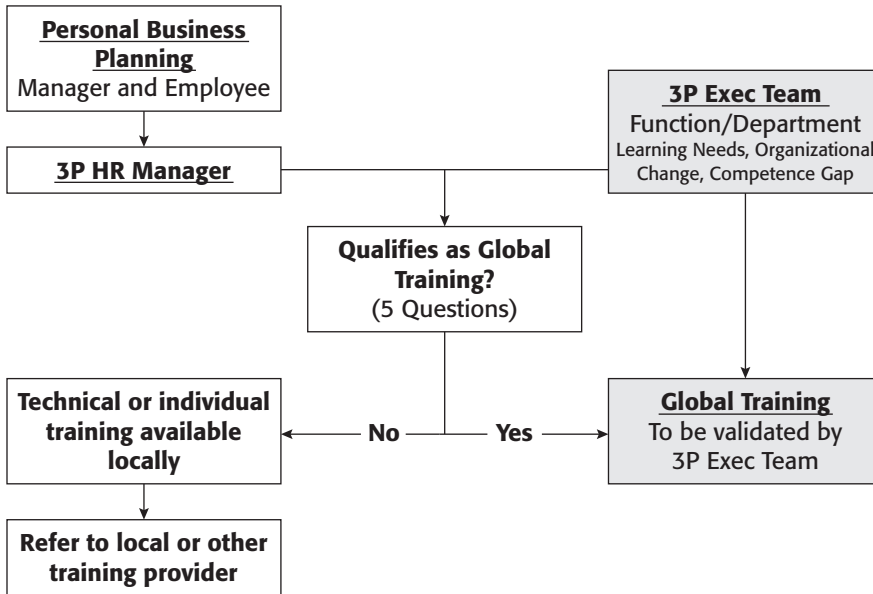 Personal Business
Planning
Manager and Employee
3P HR Manager
3P Exec Team
Function/Department
Learning Needs, Organizational
Change, Competence Gap
Qualifies as Global
Training?
(5 Questions)
Technical or individual
training available
locally
No
Yes
Global Training
To be validated by
3P Exec Team
Refer to local or other
training provider